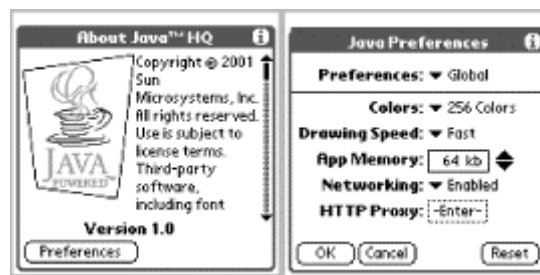 About Java™ HQ
Copyright © 2001
Sun
Microsystems, Inc.
All rights reserved.
Use is subject to
license terms.
Third-party
software,
including font
JAVA
POWERED
Version 1.0
Preferences
Java Preferences
Preferences: Global
Colors: 256 Colors
Drawing Speed: Fast
App Memory: 64 kb
Networking: Enabled
HTTP Proxy: -Enter-
OK Cancel Reset